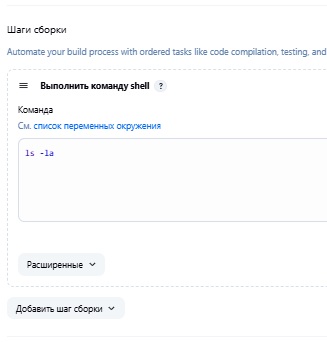 Шаги сборки
Automate your build process with ordered tasks like code compilation, testing, and
Выполнить команду shell ?
Команда
См. список переменных окружения
ls -la
Расширенные
Добавить шаг сборки